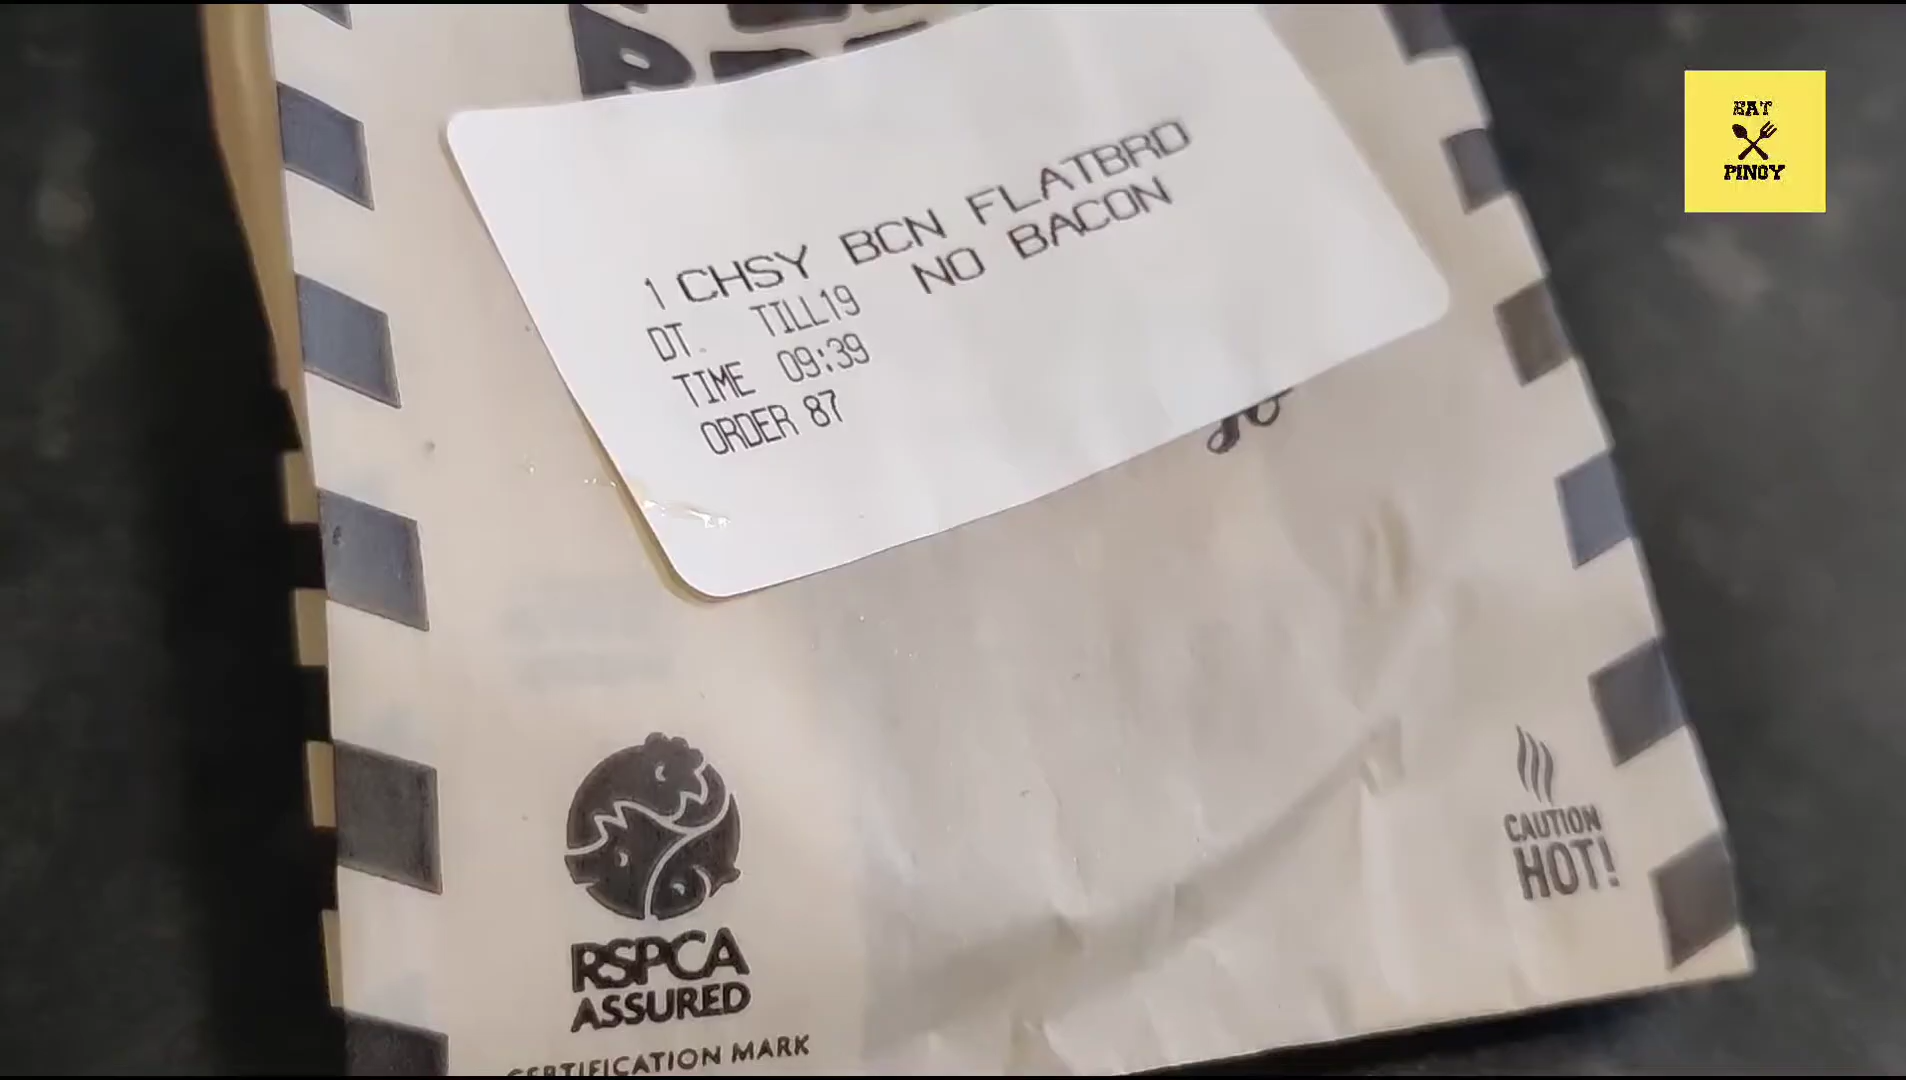 1 CHSY BCN FLATBRD
NO BACON
DT. TILL19
TIME 09:39
ORDER 87
RSPCA
ASSURED
CERTIFICATION MARK
CAUTION
HOT!
EAT
PINOY